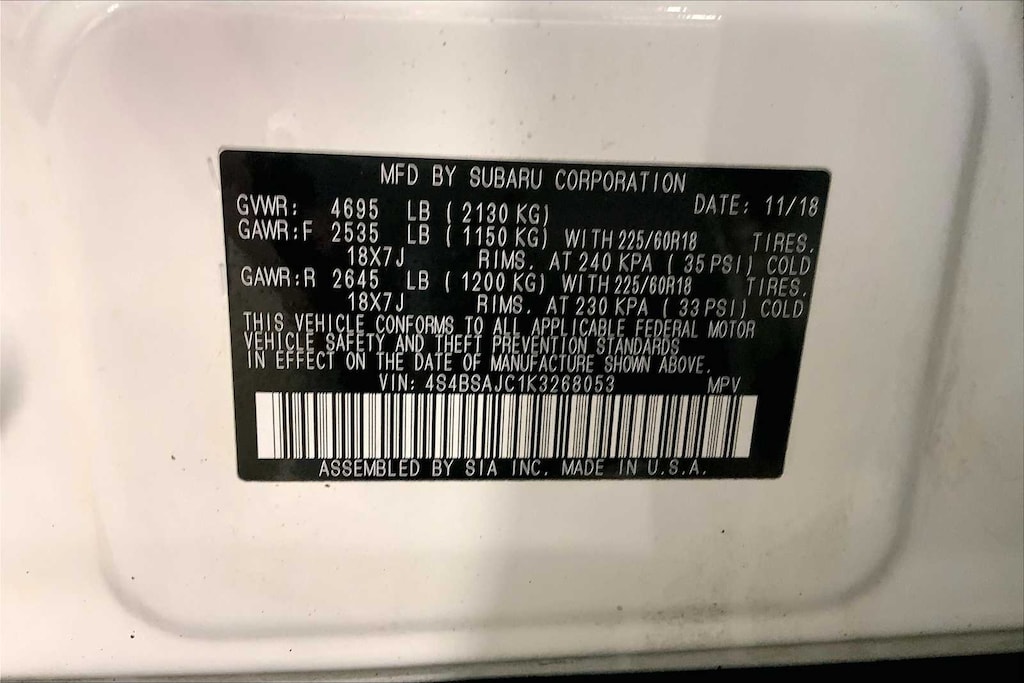 MFD BY SUBARU CORPORATION
GVWR: 4695 LB ( 2130 KG) DATE: 11/18
GAWR:F 2535 LB ( 1150 KG) WITH 225/60R18 TIRES,
18X7J RIMS, AT 240 KPA ( 35 PSI) COLD
GAWR:R 2645 LB ( 1200 KG) WITH 225/60R18 TIRES,
18X7J RIMS, AT 230 KPA ( 33 PSI) COLD
THIS VEHICLE CONFORMS TO ALL APPLICABLE FEDERAL MOTOR
VEHICLE SAFETY AND THEFT PREVENTION STANDARDS
IN EFFECT ON THE DATE OF MANUFACTURE SHOWN ABOVE.
VIN: 4S4BSAJC1K3268053 MPV
ASSEMBLED BY SIA INC. MADE IN U.S.A.